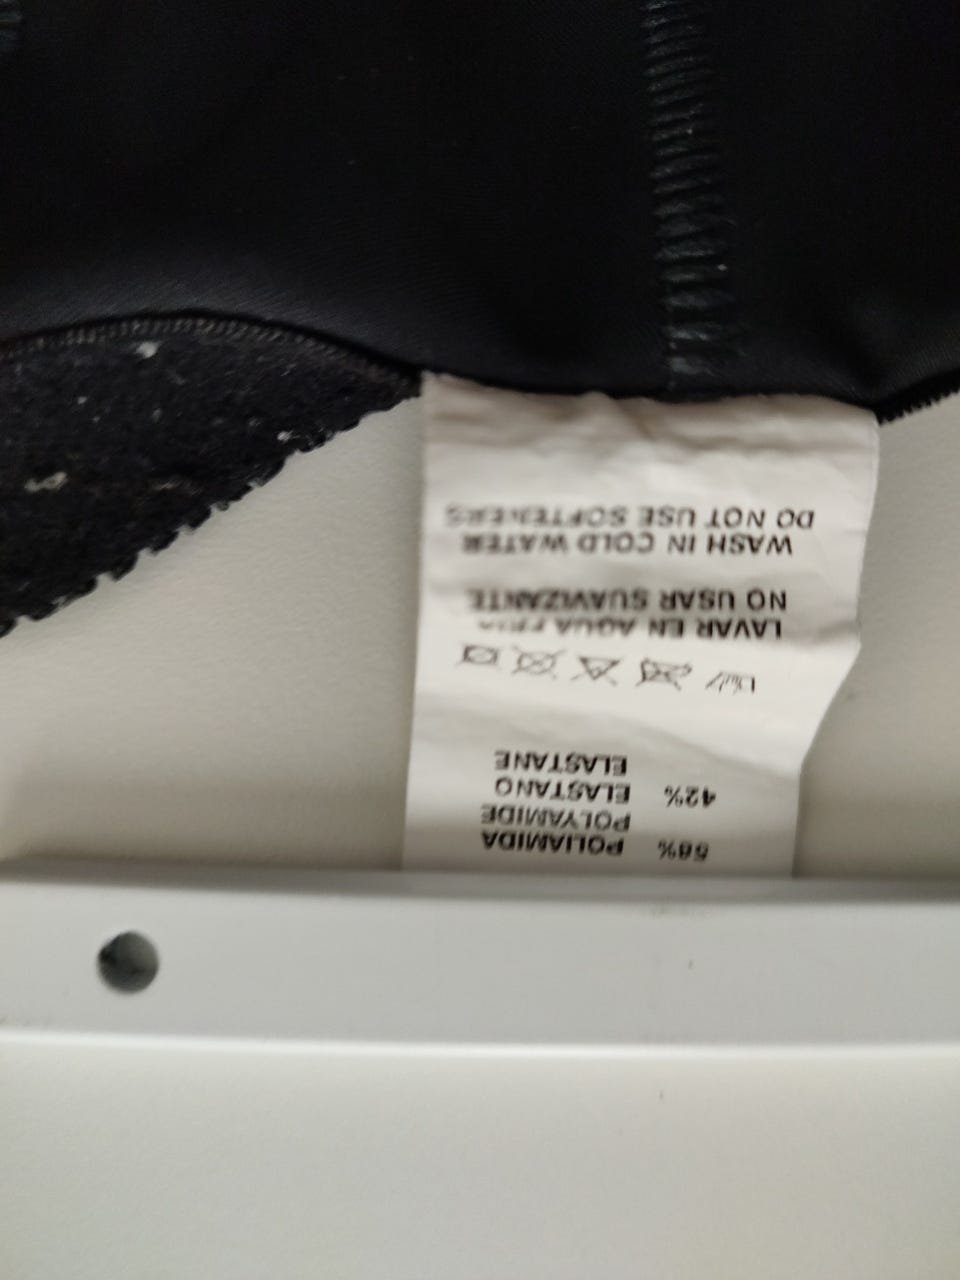 58% POLIAMIDA
POLYAMIDE
42% ELASTANO
ELASTANE
LAVAR EN AGUA FRIA
NO USAR SUAVIZANTE
WASH IN COLD WATER
DO NOT USE SOFTENERS